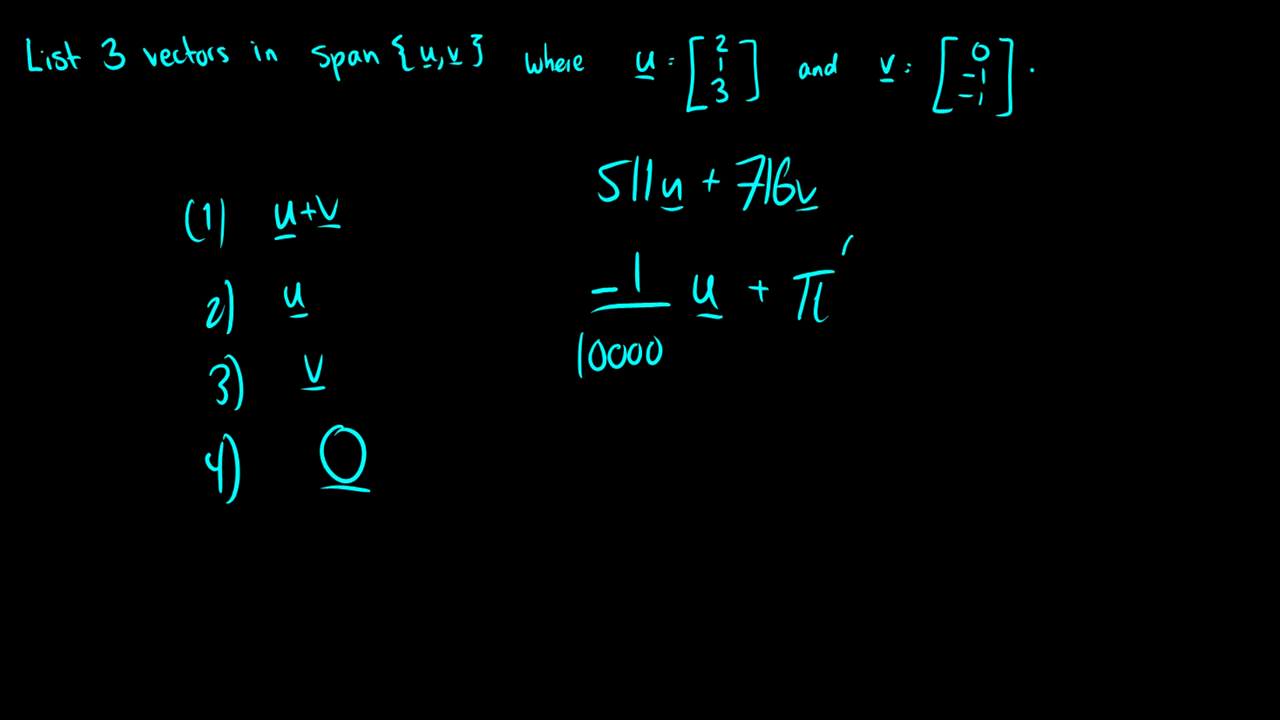 List 3 vectors in span {u, v} where u = [2 1 3] and v = [0 -1 -1].
(1) u+v
2) u
3) v
4) 0
511u + 716v
-1/10000 u + π